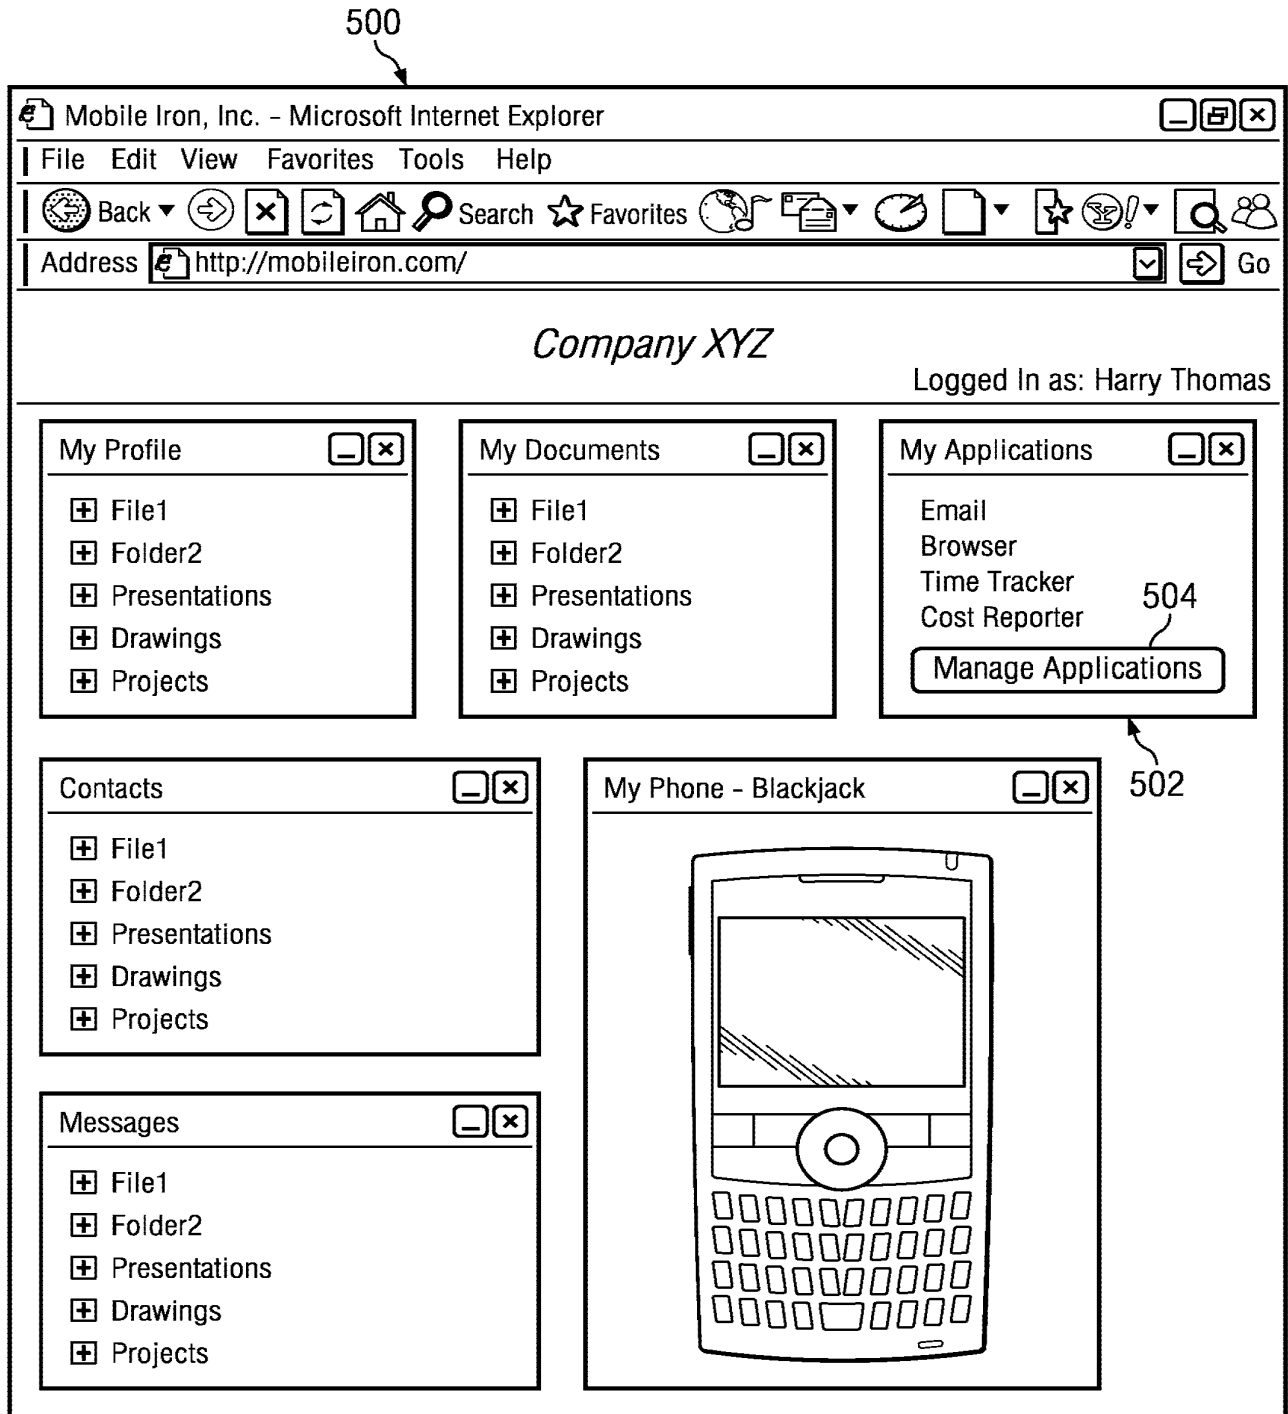 500
Mobile Iron, Inc. - Microsoft Internet Explorer
File Edit View Favorites Tools Help
Back Search Favorites
Address http://mobileiron.com/ Go
Company XYZ
Logged In as: Harry Thomas
My Profile
File1
Folder2
Presentations
Drawings
Projects
My Documents
File1
Folder2
Presentations
Drawings
Projects
My Applications
Email
Browser
Time Tracker
Cost Reporter
504
Manage Applications
502
Contacts
File1
Folder2
Presentations
Drawings
Projects
My Phone - Blackjack
Messages
File1
Folder2
Presentations
Drawings
Projects